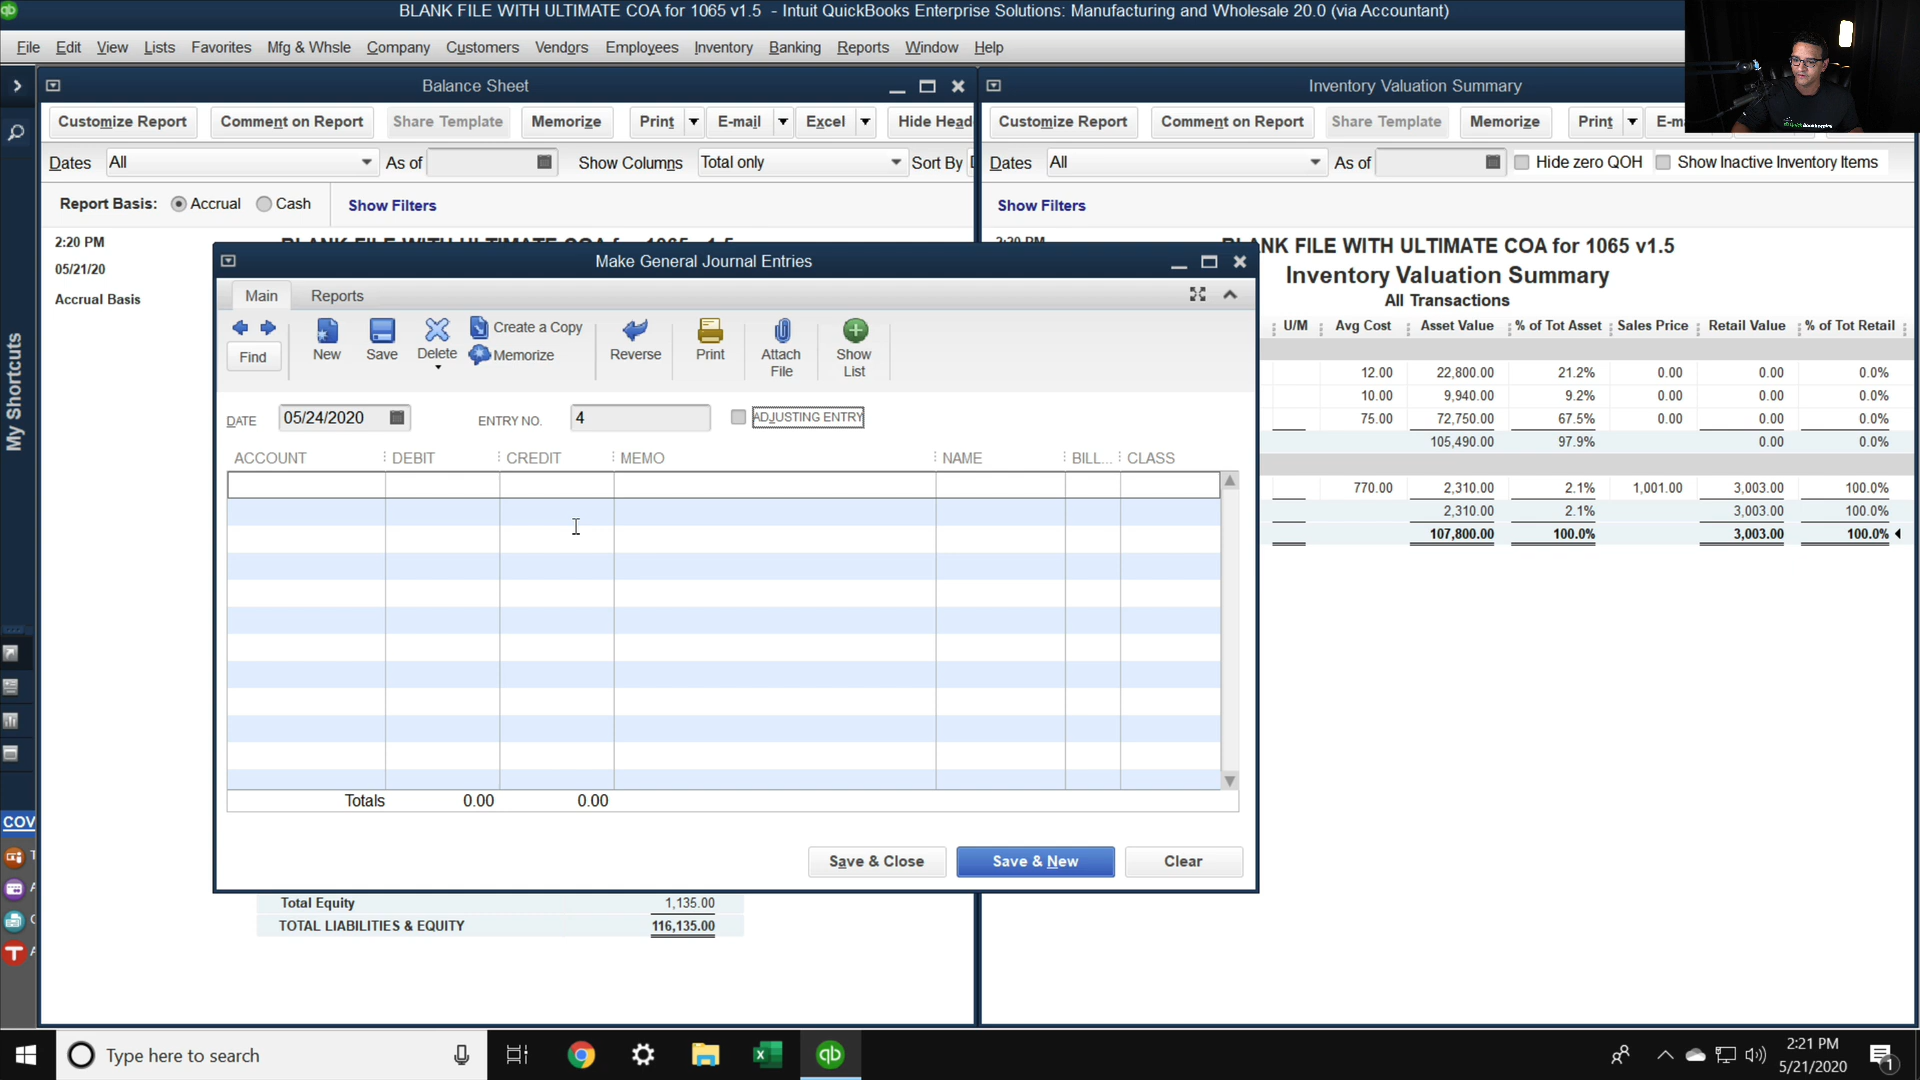 BLANK FILE WITH ULTIMATE COA for 1065 v1.5 - Intuit QuickBooks Enterprise Solutions: Manufacturing and Wholesale 20.0 (via Accountant)
File Edit View Lists Favorites Mfg & Whsle Company Customers Vendors Employees Inventory Banking Reports Window Help
Balance Sheet
Customize Report Comment on Report Share Template Memorize Print E-mail Excel Hide Head
Dates All As of Show Columns Total only Sort By
Report Basis: Accrual Cash Show Filters
2:20 PM
05/21/20
Accrual Basis
Inventory Valuation Summary
Customize Report Comment on Report Share Template Memorize Print E-m
Dates All As of Hide zero QOH Show Inactive Inventory Items
Show Filters
BLANK FILE WITH ULTIMATE COA for 1065 v1.5
Inventory Valuation Summary
All Transactions
U/M Avg Cost Asset Value % of Tot Asset Sales Price Retail Value % of Tot Retail
12.00 22,800.00 21.2% 0.00 0.00 0.0%
10.00 9,940.00 9.2% 0.00 0.00 0.0%
75.00 72,750.00 67.5% 0.00 0.00 0.0%
105,490.00 97.9% 0.00 0.0%
770.00 2,310.00 2.1% 1,001.00 3,003.00 100.0%
2,310.00 2.1% 3,003.00 100.0%
107,800.00 100.0% 3,003.00 100.0%
Make General Journal Entries
Main Reports
Find New Save Delete Create a Copy Memorize Reverse Print Attach File Show List
DATE 05/24/2020 ENTRY NO. 4 ADJUSTING ENTRY
ACCOUNT DEBIT CREDIT MEMO NAME BILL... CLASS
Totals 0.00 0.00
Save & Close Save & New Clear
Total Equity 1,135.00
TOTAL LIABILITIES & EQUITY 116,135.00
My Shortcuts
COV
Type here to search
2:21 PM
5/21/2020
1